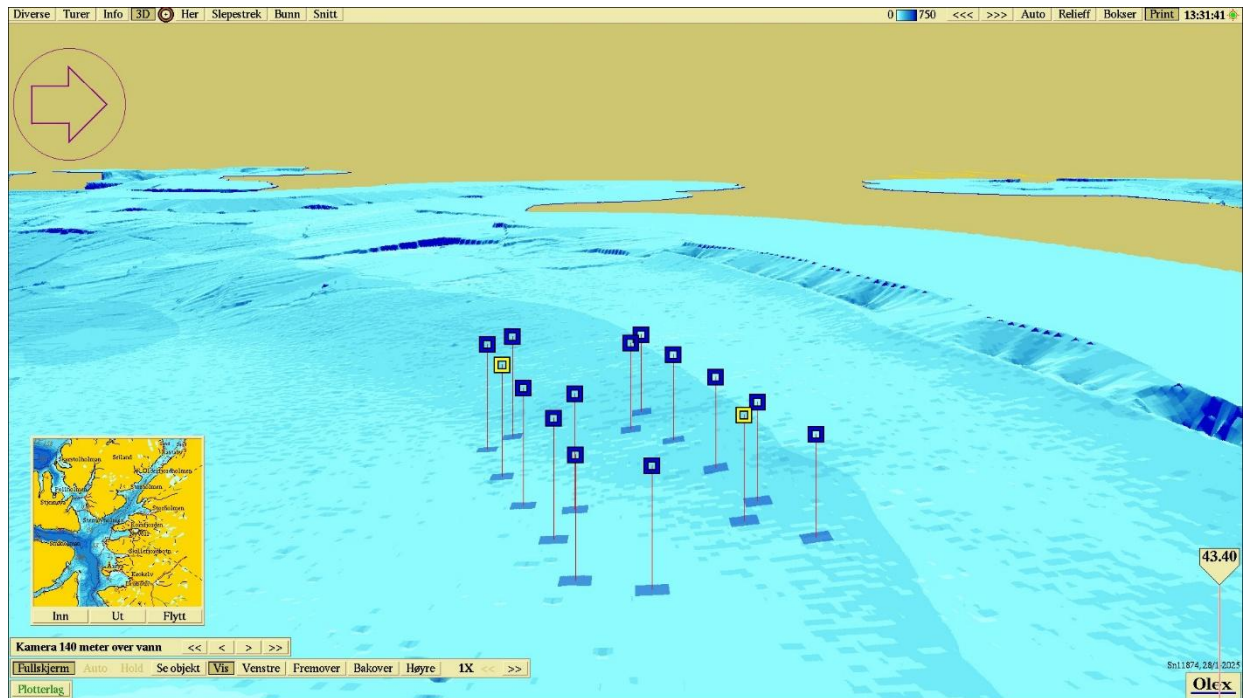 Diverse Turer Info 3D Her Slepestrek Bunn Snitt 0 750 <<< >>> Auto Relieff Bokser Print 13:31:41
Inn Ut Flytt
43.40
Kamera 140 meter over vann << < > >>
Fullskjerm Auto Hold Se objekt Vis Venstre Fremover Bakover Høyre 1X << >>
Sn11874, 28/1-2025
Plotterlag
Olex